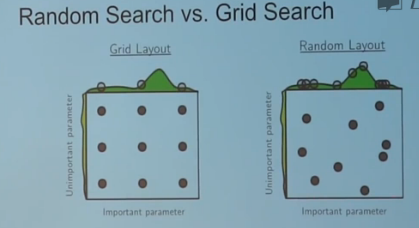 Random Search vs. Grid Search
Grid Layout
Random Layout
Unimportant parameter
Important parameter
Unimportant parameter
Important parameter